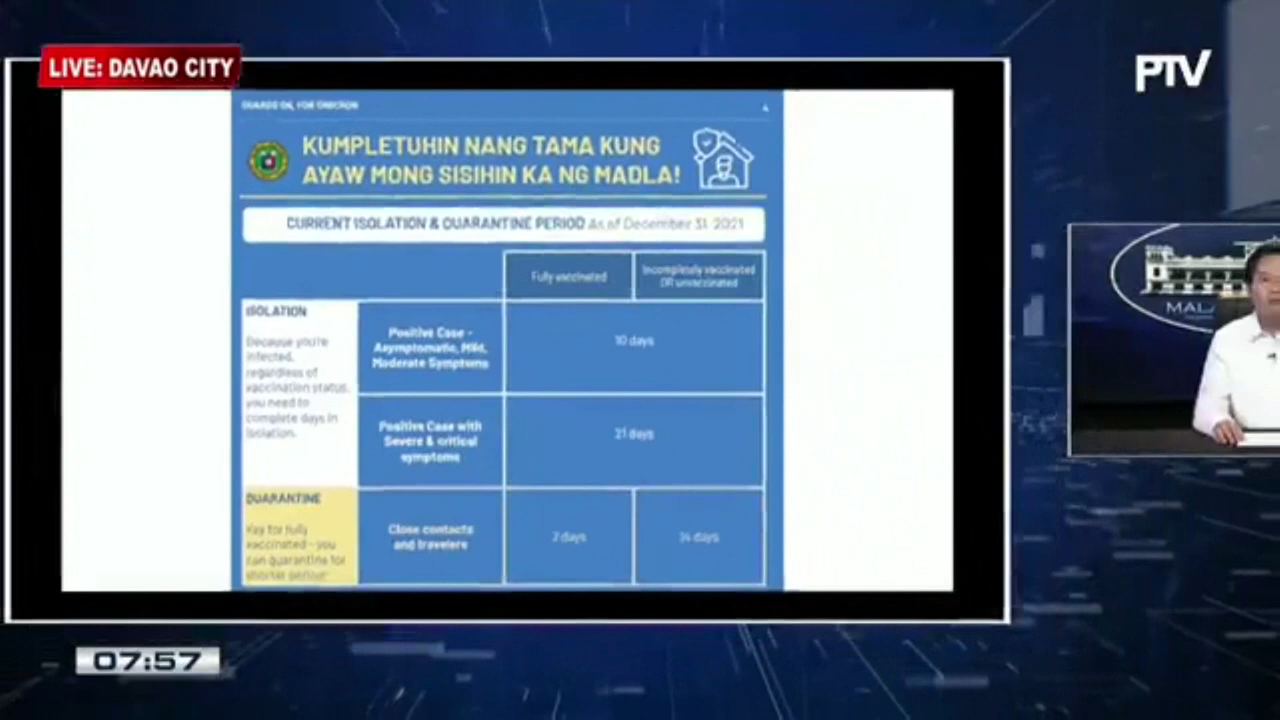 LIVE: DAVAO CITY
PTV
GUARDS ON, FOR OMICRON
KUMPLETUHIN NANG TAMA KUNG
AYAW MONG SISIHIN KA NG MADLA!
CURRENT ISOLATION & QUARANTINE PERIOD As of December 31, 2021
Fully vaccinated
Incompletely vaccinated
OR unvaccinated
ISOLATION
Because you're
infected,
regardless of
vaccination status,
you need to
complete days in
isolation.
Positive Case -
Asymptomatic, Mild,
Moderate Symptoms
10 days
Positive Case with
Severe & critical
symptoms
21 days
QUARANTINE
Key for fully
vaccinated - you
can quarantine for
shorter period!
Close contacts
and travelers
7 days
14 days
MALA
07:57